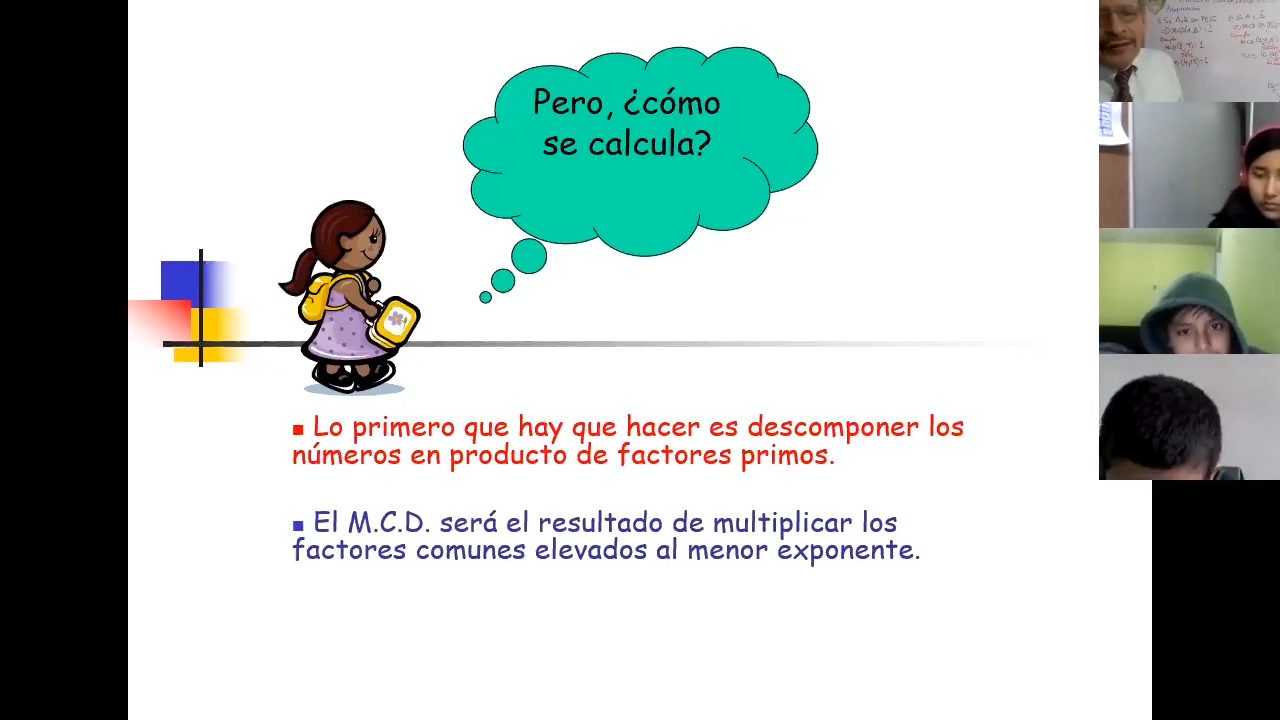 Pero, ¿cómo
se calcula?
Lo primero que hay que hacer es descomponer los
números en producto de factores primos.
El M.C.D. será el resultado de multiplicar los
factores comunes elevados al menor exponente.